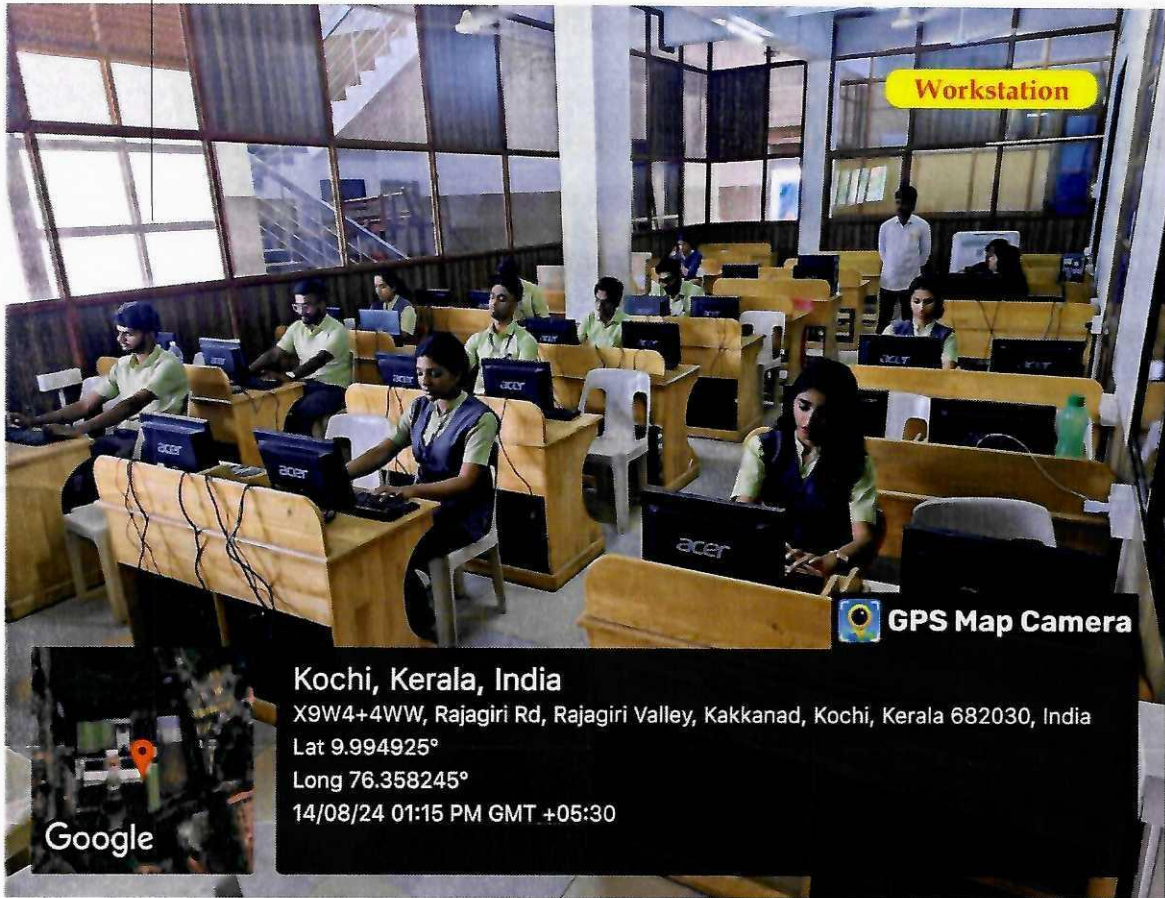 Workstation
acer
acer
acer
acer
acer
acer
acer
GPS Map Camera
Kochi, Kerala, India
X9W4+4WW, Rajagiri Rd, Rajagiri Valley, Kakkanad, Kochi, Kerala 682030, India
Lat 9.994925°
Long 76.358245°
14/08/24 01:15 PM GMT +05:30
Google